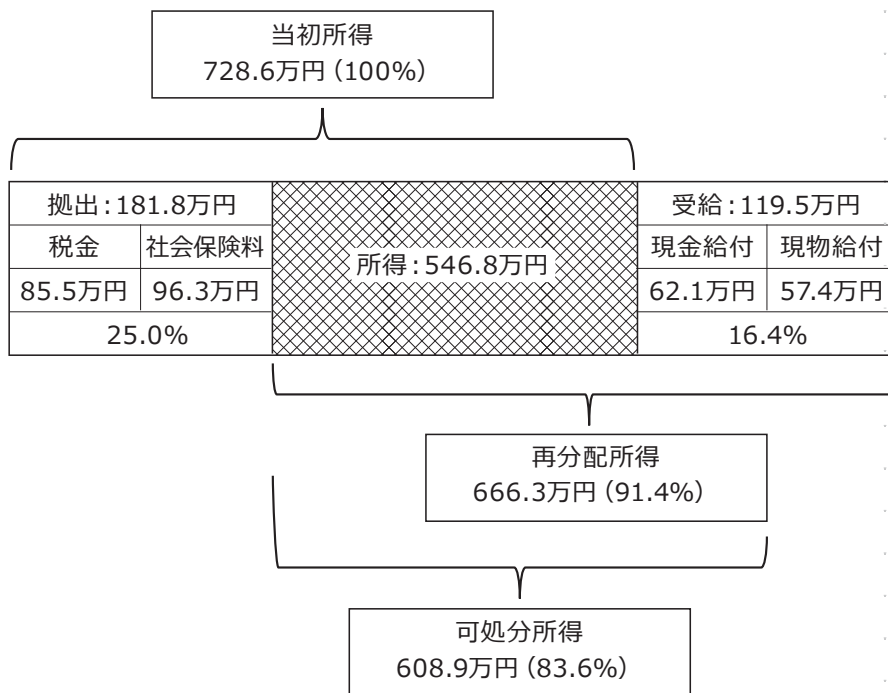 当初所得
728.6万円（100%）
拠出：181.8万円
税金
社会保険料
85.5万円
96.3万円
25.0%
所得：546.8万円
受給：119.5万円
現金給付
現物給付
62.1万円
57.4万円
16.4%
再分配所得
666.3万円（91.4%）
可処分所得
608.9万円（83.6%）